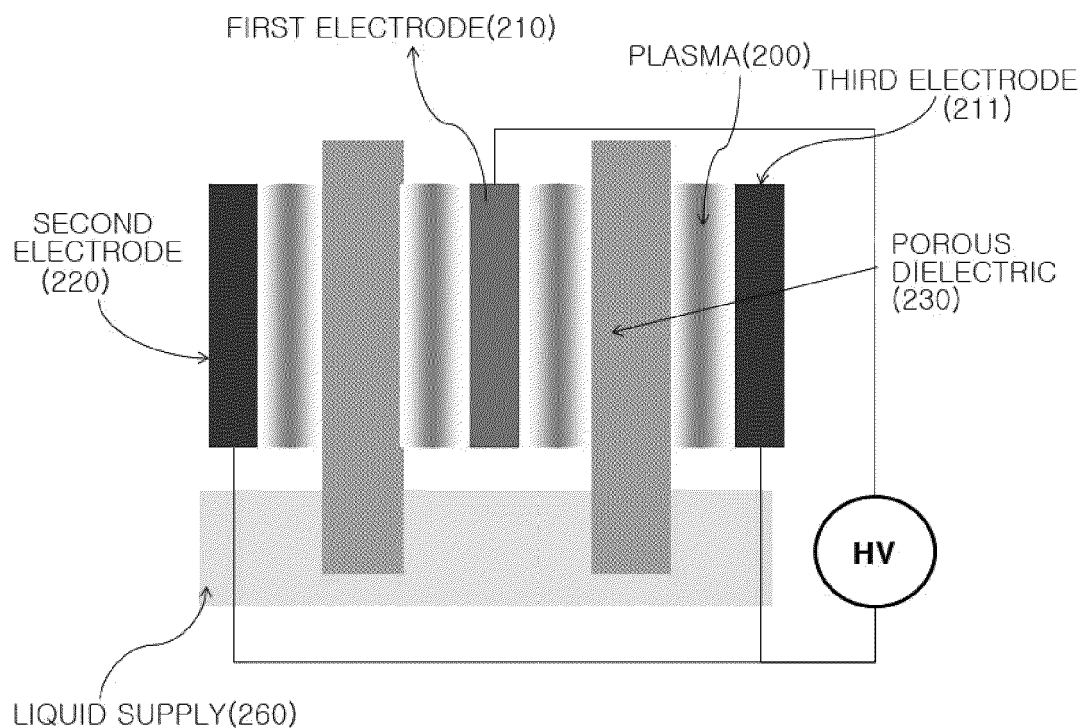 FIRST ELECTRODE(210)
PLASMA(200)
THIRD ELECTRODE
(211)
SECOND
ELECTRODE
(220)
POROUS
DIELECTRIC
(230)
HV
LIQUID SUPPLY(260)